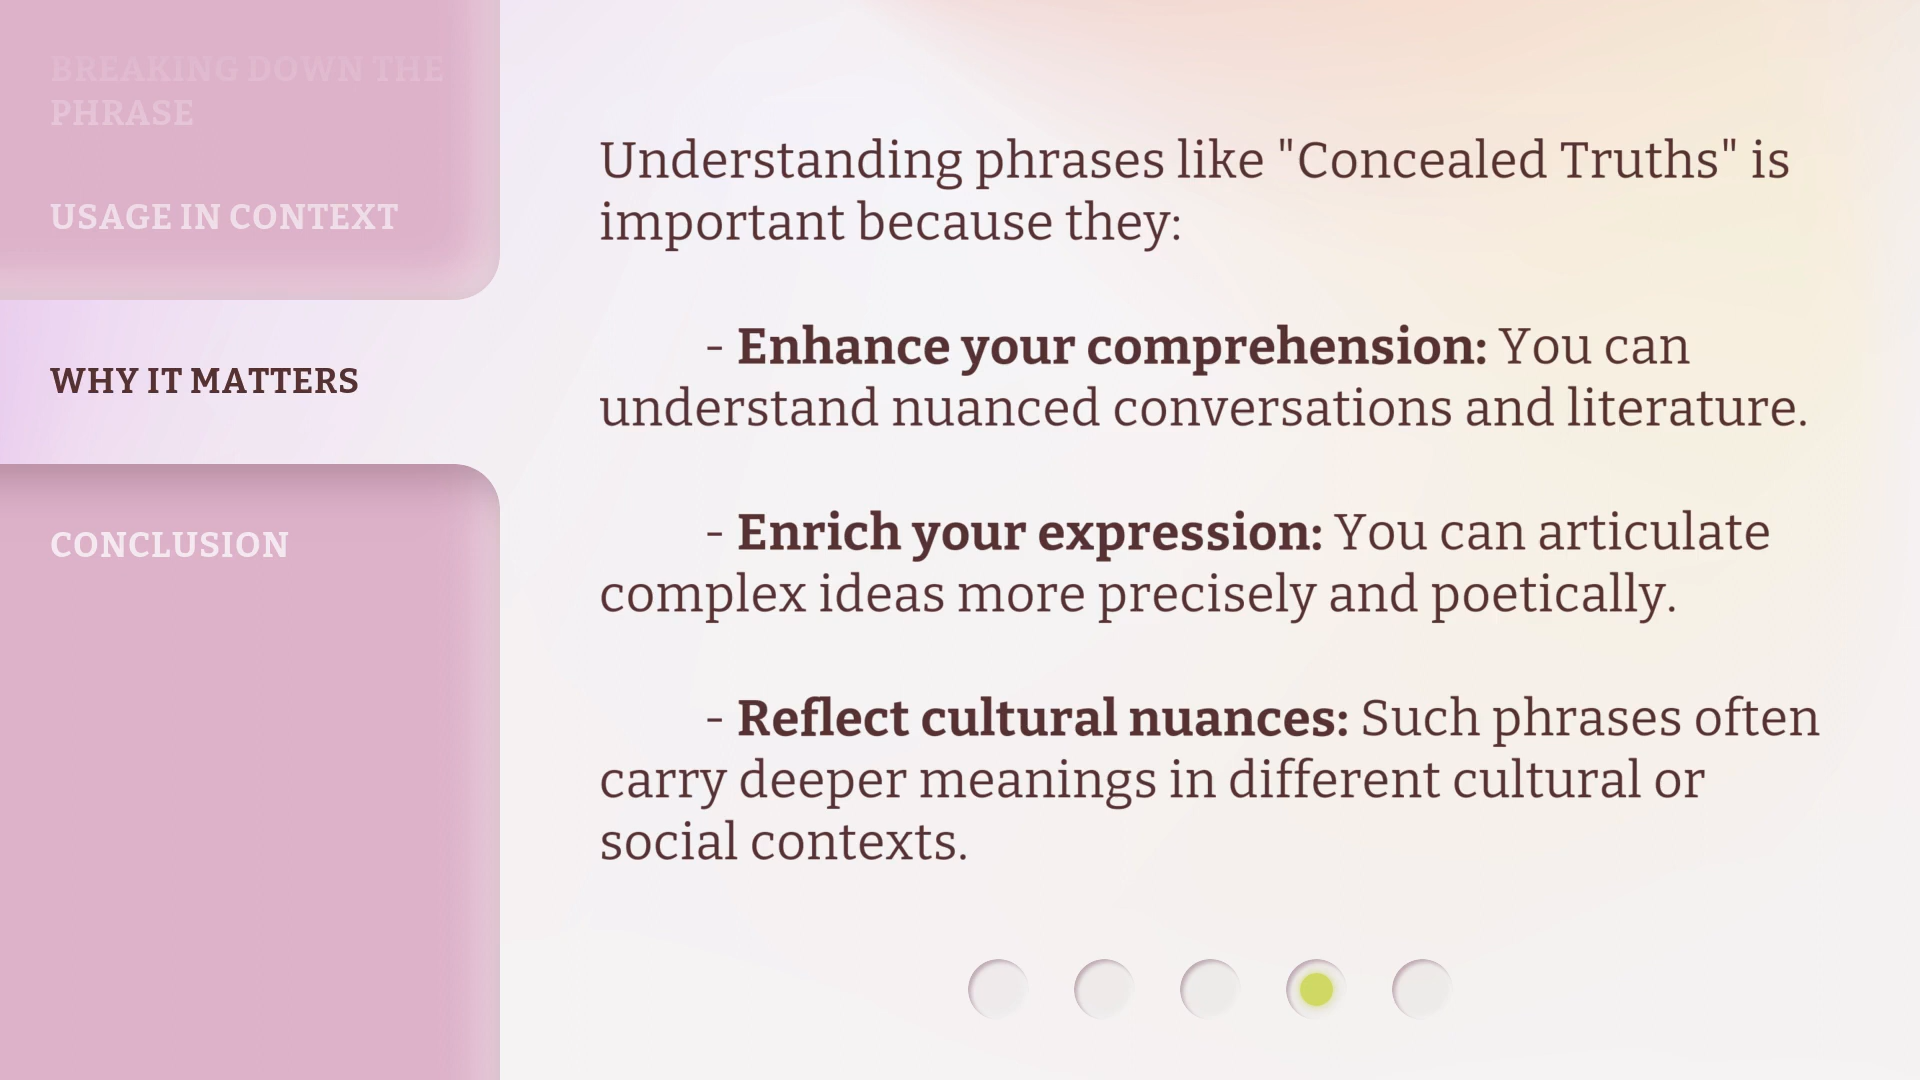 BREAKING DOWN THE
PHRASE
USAGE IN CONTEXT
WHY IT MATTERS
CONCLUSION
Understanding phrases like "Concealed Truths" is
important because they:
- Enhance your comprehension: You can
understand nuanced conversations and literature.
- Enrich your expression: You can articulate
complex ideas more precisely and poetically.
- Reflect cultural nuances: Such phrases often
carry deeper meanings in different cultural or
social contexts.